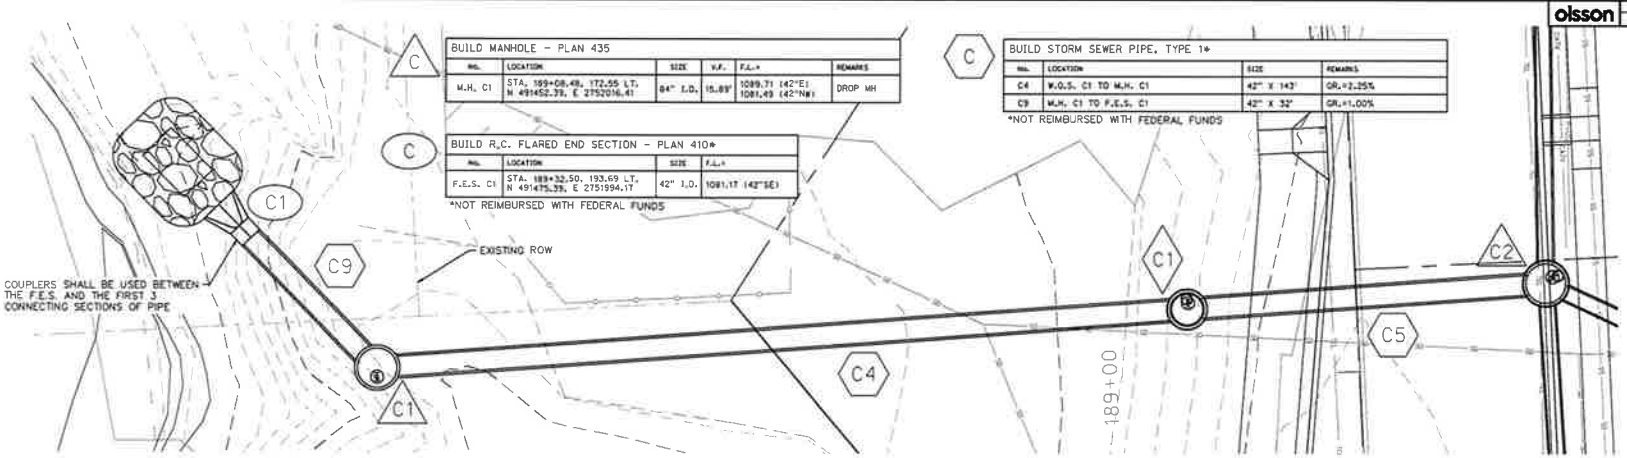 olsson
C
BUILD MANHOLE - PLAN 435
NO. LOCATION SIZE V.F. F.L.= REMARKS
M.H. C1 STA. 189+08.48, 172.55 LT. N 491452.39, E 2752016.41 84" I.D. 15.89' 1089.71 (42"E) 1081.49 (42"NW) DROP MH
C
BUILD STORM SEWER PIPE, TYPE 1*
NO. LOCATION SIZE REMARKS
C4 W.Q.S. C1 TO M.H. C1 42" X 143' GR.=2.25%
C9 M.H. C1 TO F.E.S. C1 42" X 32' GR.=1.00%
*NOT REIMBURSED WITH FEDERAL FUNDS
C
BUILD R.C. FLARED END SECTION - PLAN 410*
NO. LOCATION SIZE F.L.=
F.E.S. C1 STA. 189+32.50, 193.69 LT. N 491475.39, E 2751994.17 42" I.D. 1081.17 (42"SE)
*NOT REIMBURSED WITH FEDERAL FUNDS
C1
C9
EXISTING ROW
C1
C2
COUPLERS SHALL BE USED BETWEEN
THE F.E.S. AND THE FIRST 3
CONNECTING SECTIONS OF PIPE
C5
C4
C1
189+00